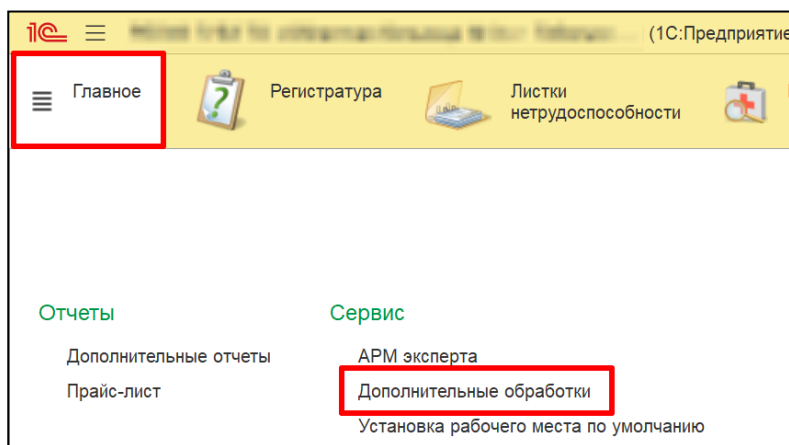 1С (1С:Предприятие
Главное
Регистратура
Листки
нетрудоспособности
Отчеты
Сервис
Дополнительные отчеты
АРМ эксперта
Прайс-лист
Дополнительные обработки
Установка рабочего места по умолчанию